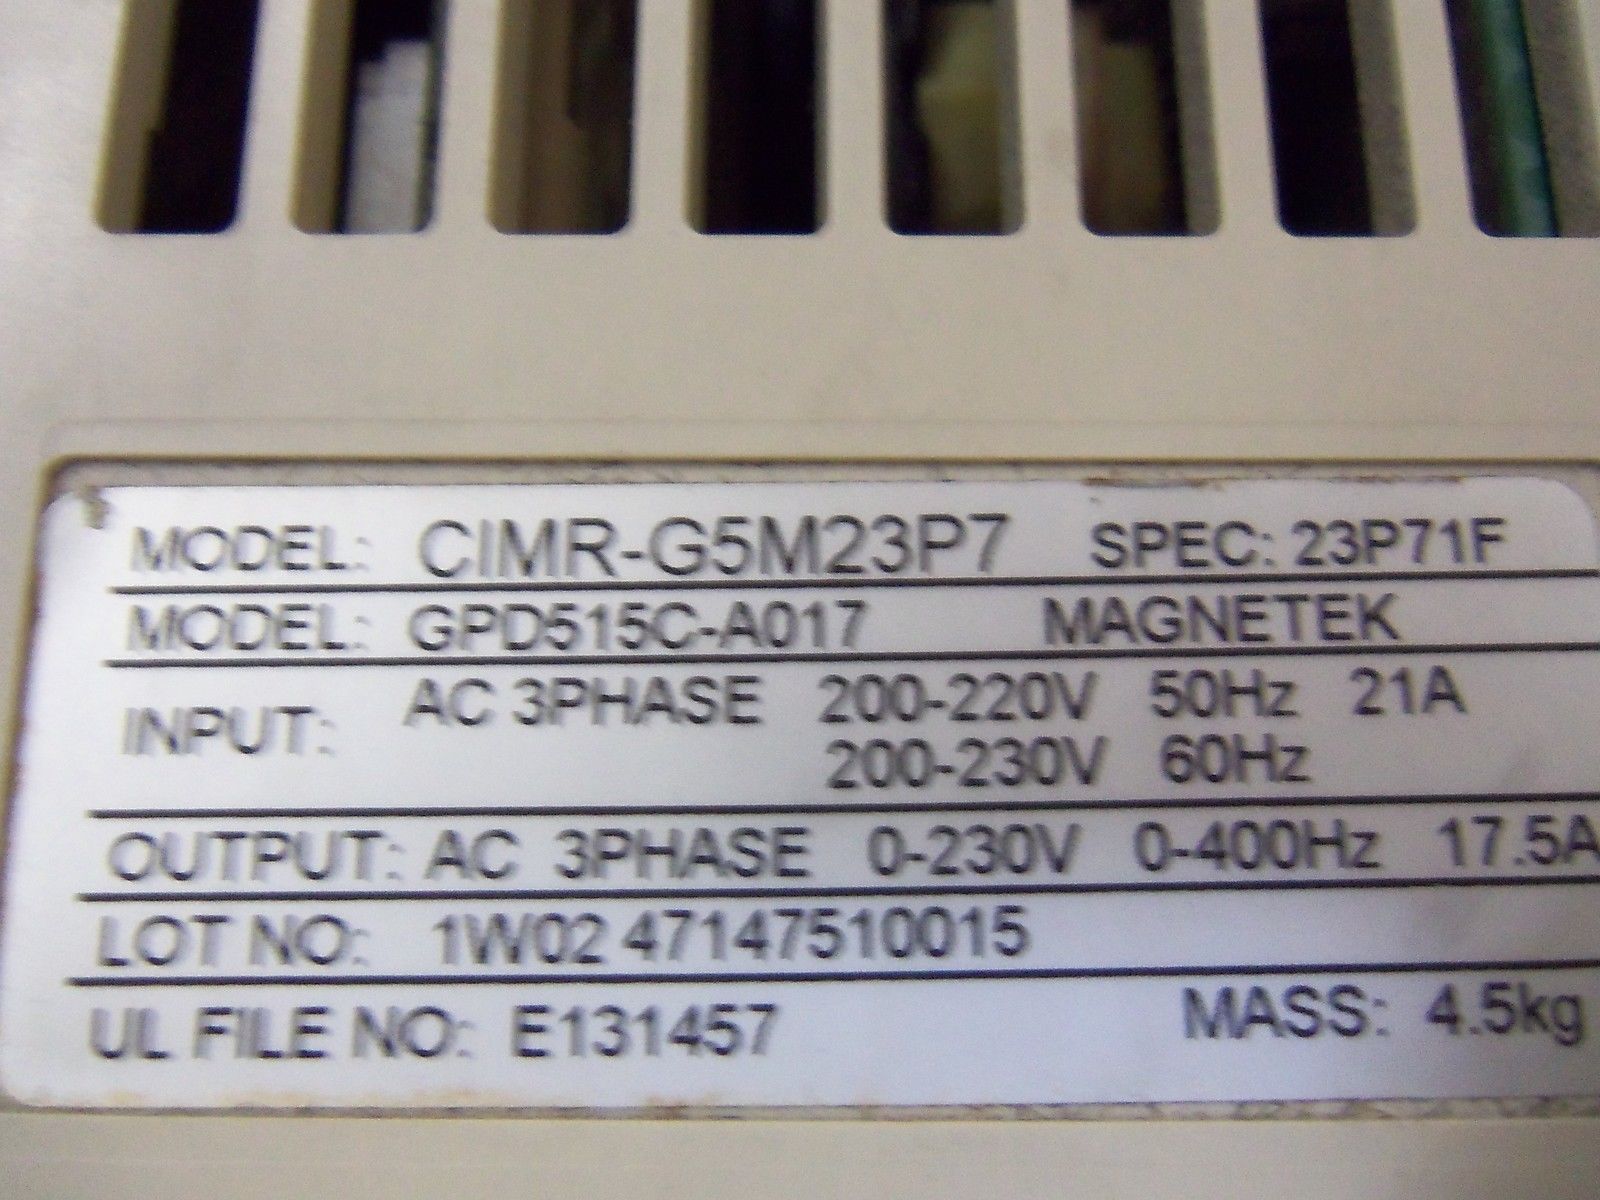 MODEL: CIMR-G5M23P7 SPEC: 23P71F
MODEL: GPD515C-A017 MAGNETEK
INPUT: AC 3PHASE 200-220V 50Hz 21A
200-230V 60Hz
OUTPUT: AC 3PHASE 0-230V 0-400Hz 17.5A
LOT NO: 1W02 47147510015
UL FILE NO: E131457 MASS: 4.5kg